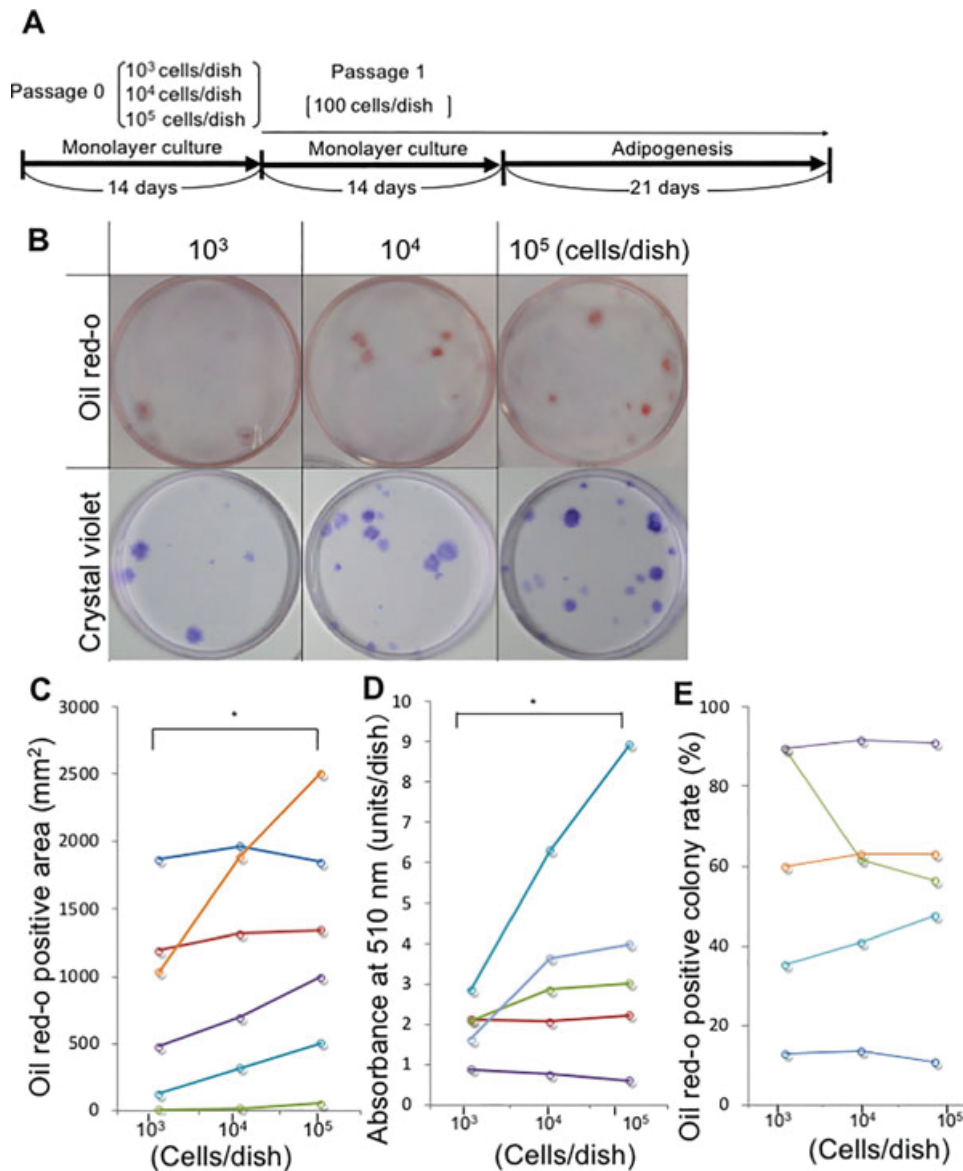 A
Passage 0
10³ cells/dish
10⁴ cells/dish
10⁵ cells/dish
Passage 1
100 cells/dish
Monolayer culture
Monolayer culture
Adipogenesis
14 days
14 days
21 days
B
10³
10⁴
10⁵ (cells/dish)
Oil red-o
Crystal violet
C
Oil red-o positive area (mm²)
3000
2500
2000
1500
1000
500
0
*
10³
10⁴
10⁵
(Cells/dish)
D
Absorbance at 510 nm (units/dish)
10
9
8
7
6
5
4
3
2
1
0
*
10³
10⁴
10⁵
(Cells/dish)
E
Oil red-o positive colony rate (%)
100
80
60
40
20
0
10³
10⁴
10⁵
(Cells/dish)